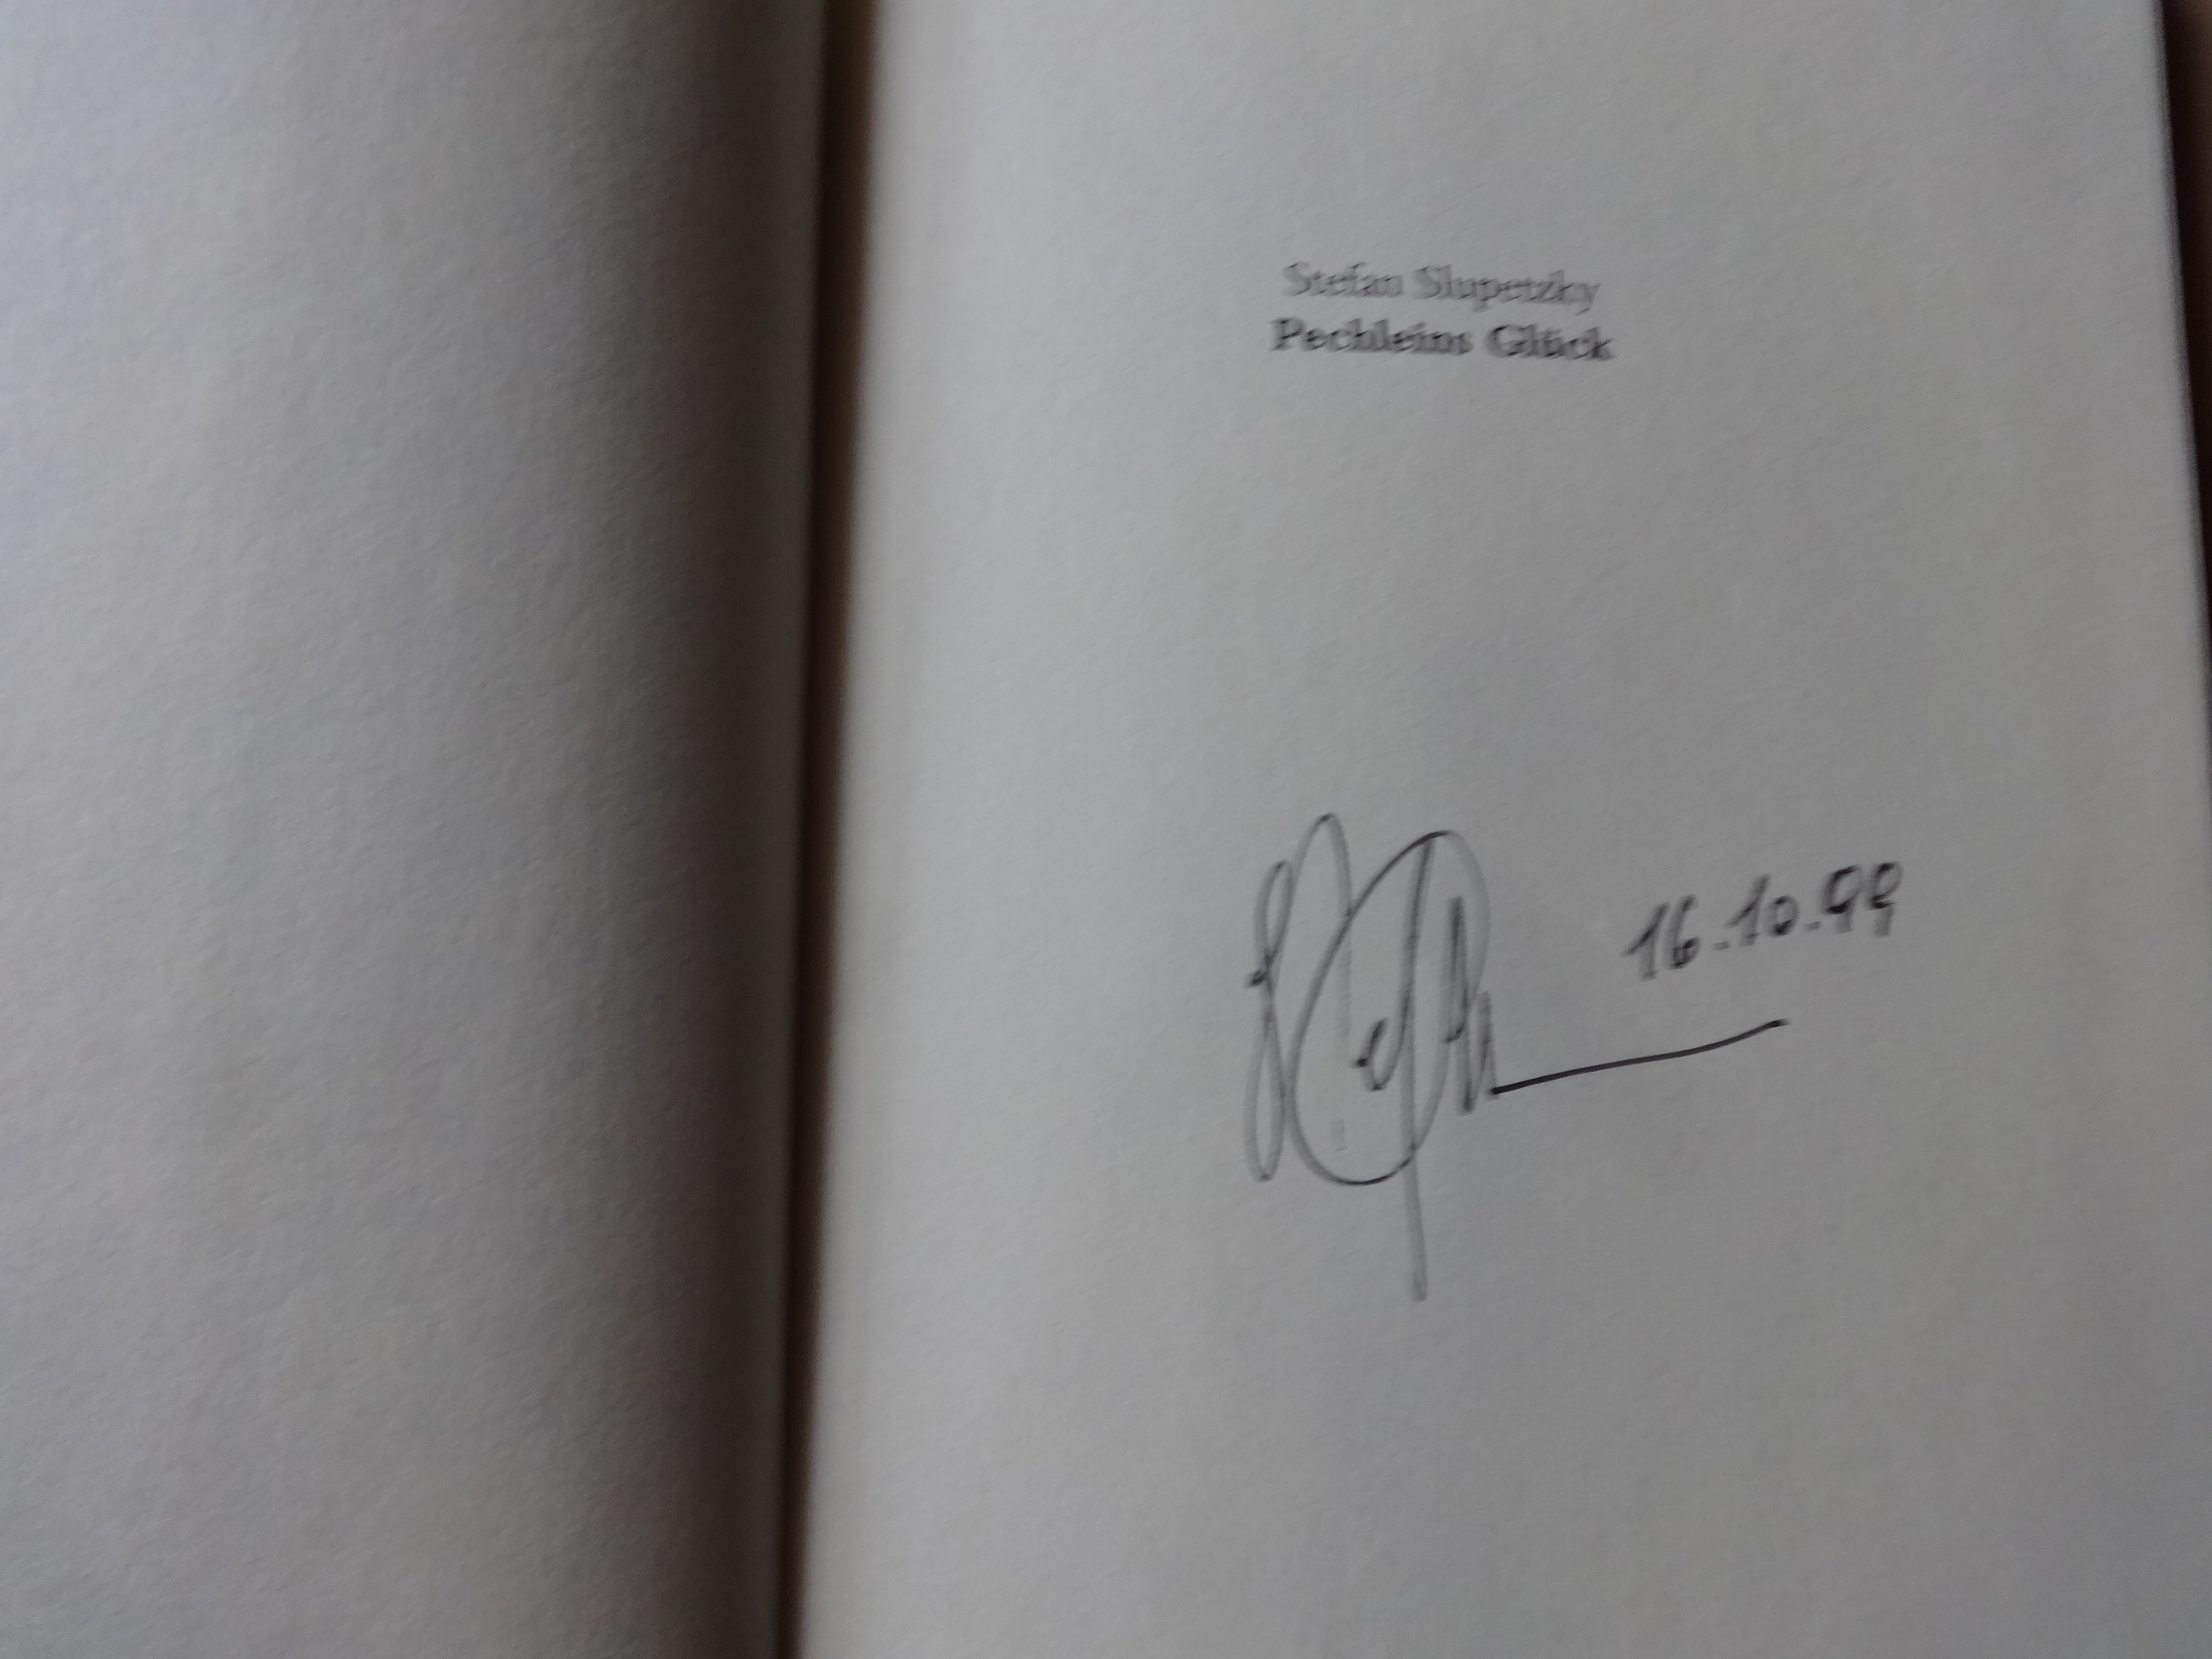 Stefan Slupetzky
Pechleins Glück
16.10.99